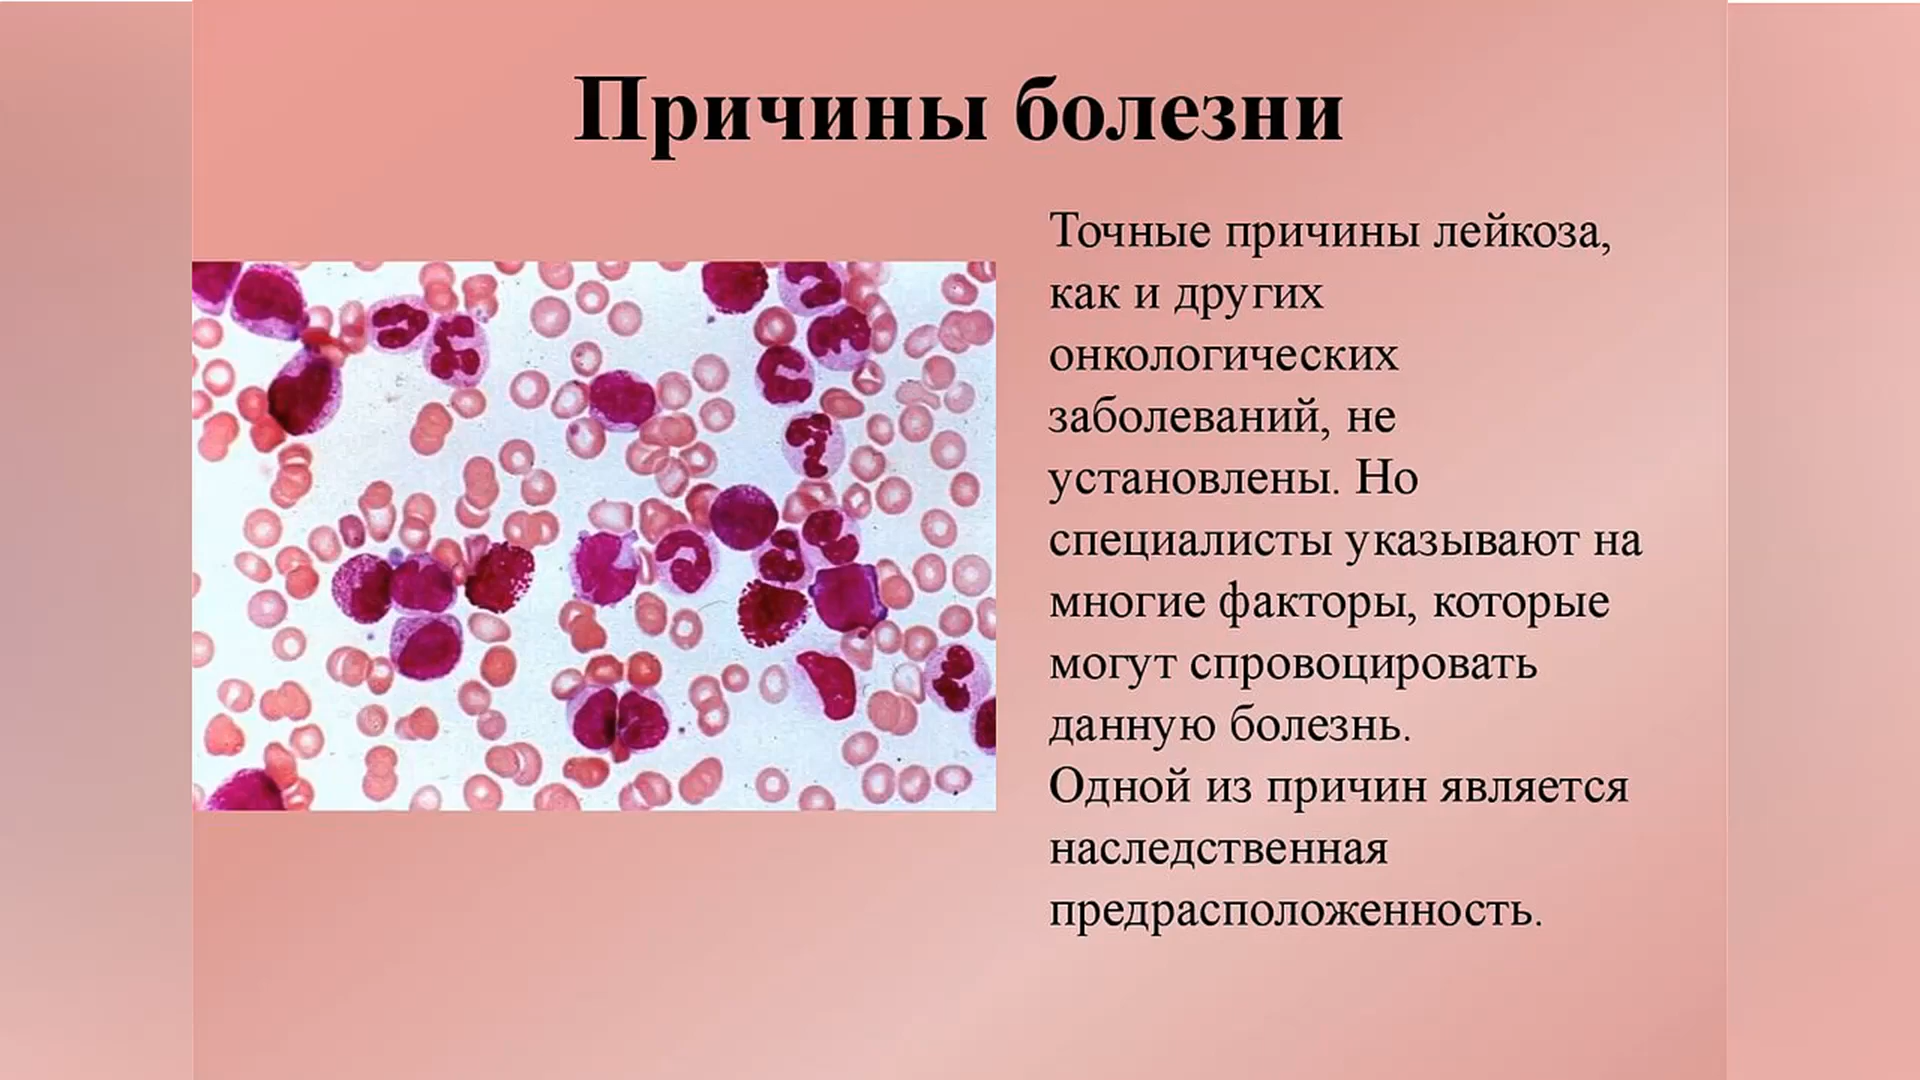 Причины болезни
Точные причины лейкоза,
как и других
онкологических
заболеваний, не
установлены. Но
специалисты указывают на
многие факторы, которые
могут спровоцировать
данную болезнь.
Одной из причин является
наследственная
предрасположенность.